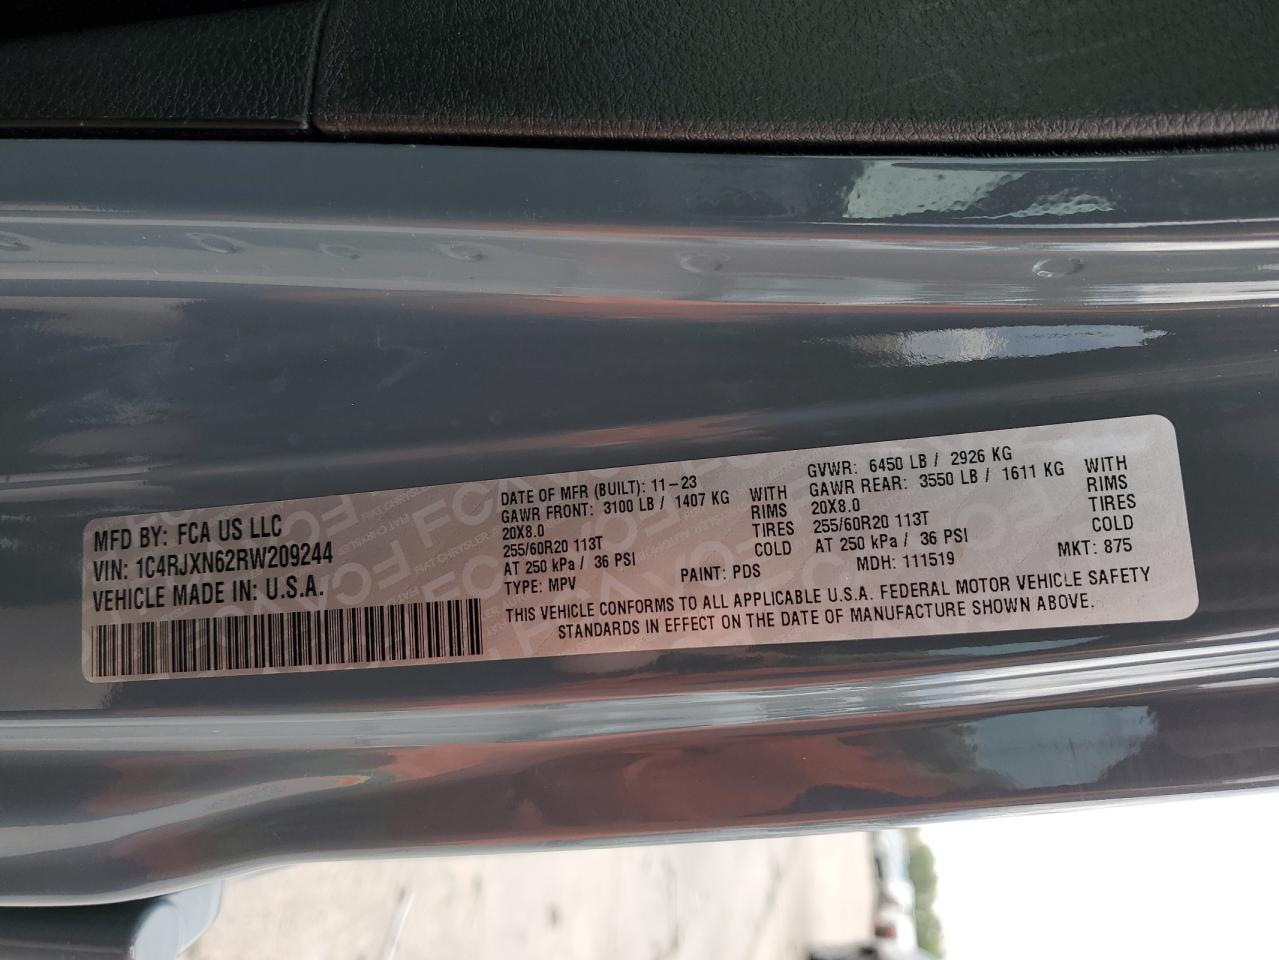 MFD BY: FCA US LLC
VIN: 1C4RJXN62RW209244
VEHICLE MADE IN: U.S.A.
DATE OF MFR (BUILT): 11-23
GAWR FRONT: 3100 LB / 1407 KG WITH
20X8.0 RIMS
255/60R20 113T TIRES
AT 250 kPa / 36 PSI COLD
TYPE: MPV PAINT: PDS
GVWR: 6450 LB / 2926 KG
GAWR REAR: 3550 LB / 1611 KG WITH
20X8.0 RIMS
255/60R20 113T TIRES
AT 250 kPa / 36 PSI COLD
MDH: 111519 MKT: 875
THIS VEHICLE CONFORMS TO ALL APPLICABLE U.S.A. FEDERAL MOTOR VEHICLE SAFETY
STANDARDS IN EFFECT ON THE DATE OF MANUFACTURE SHOWN ABOVE.